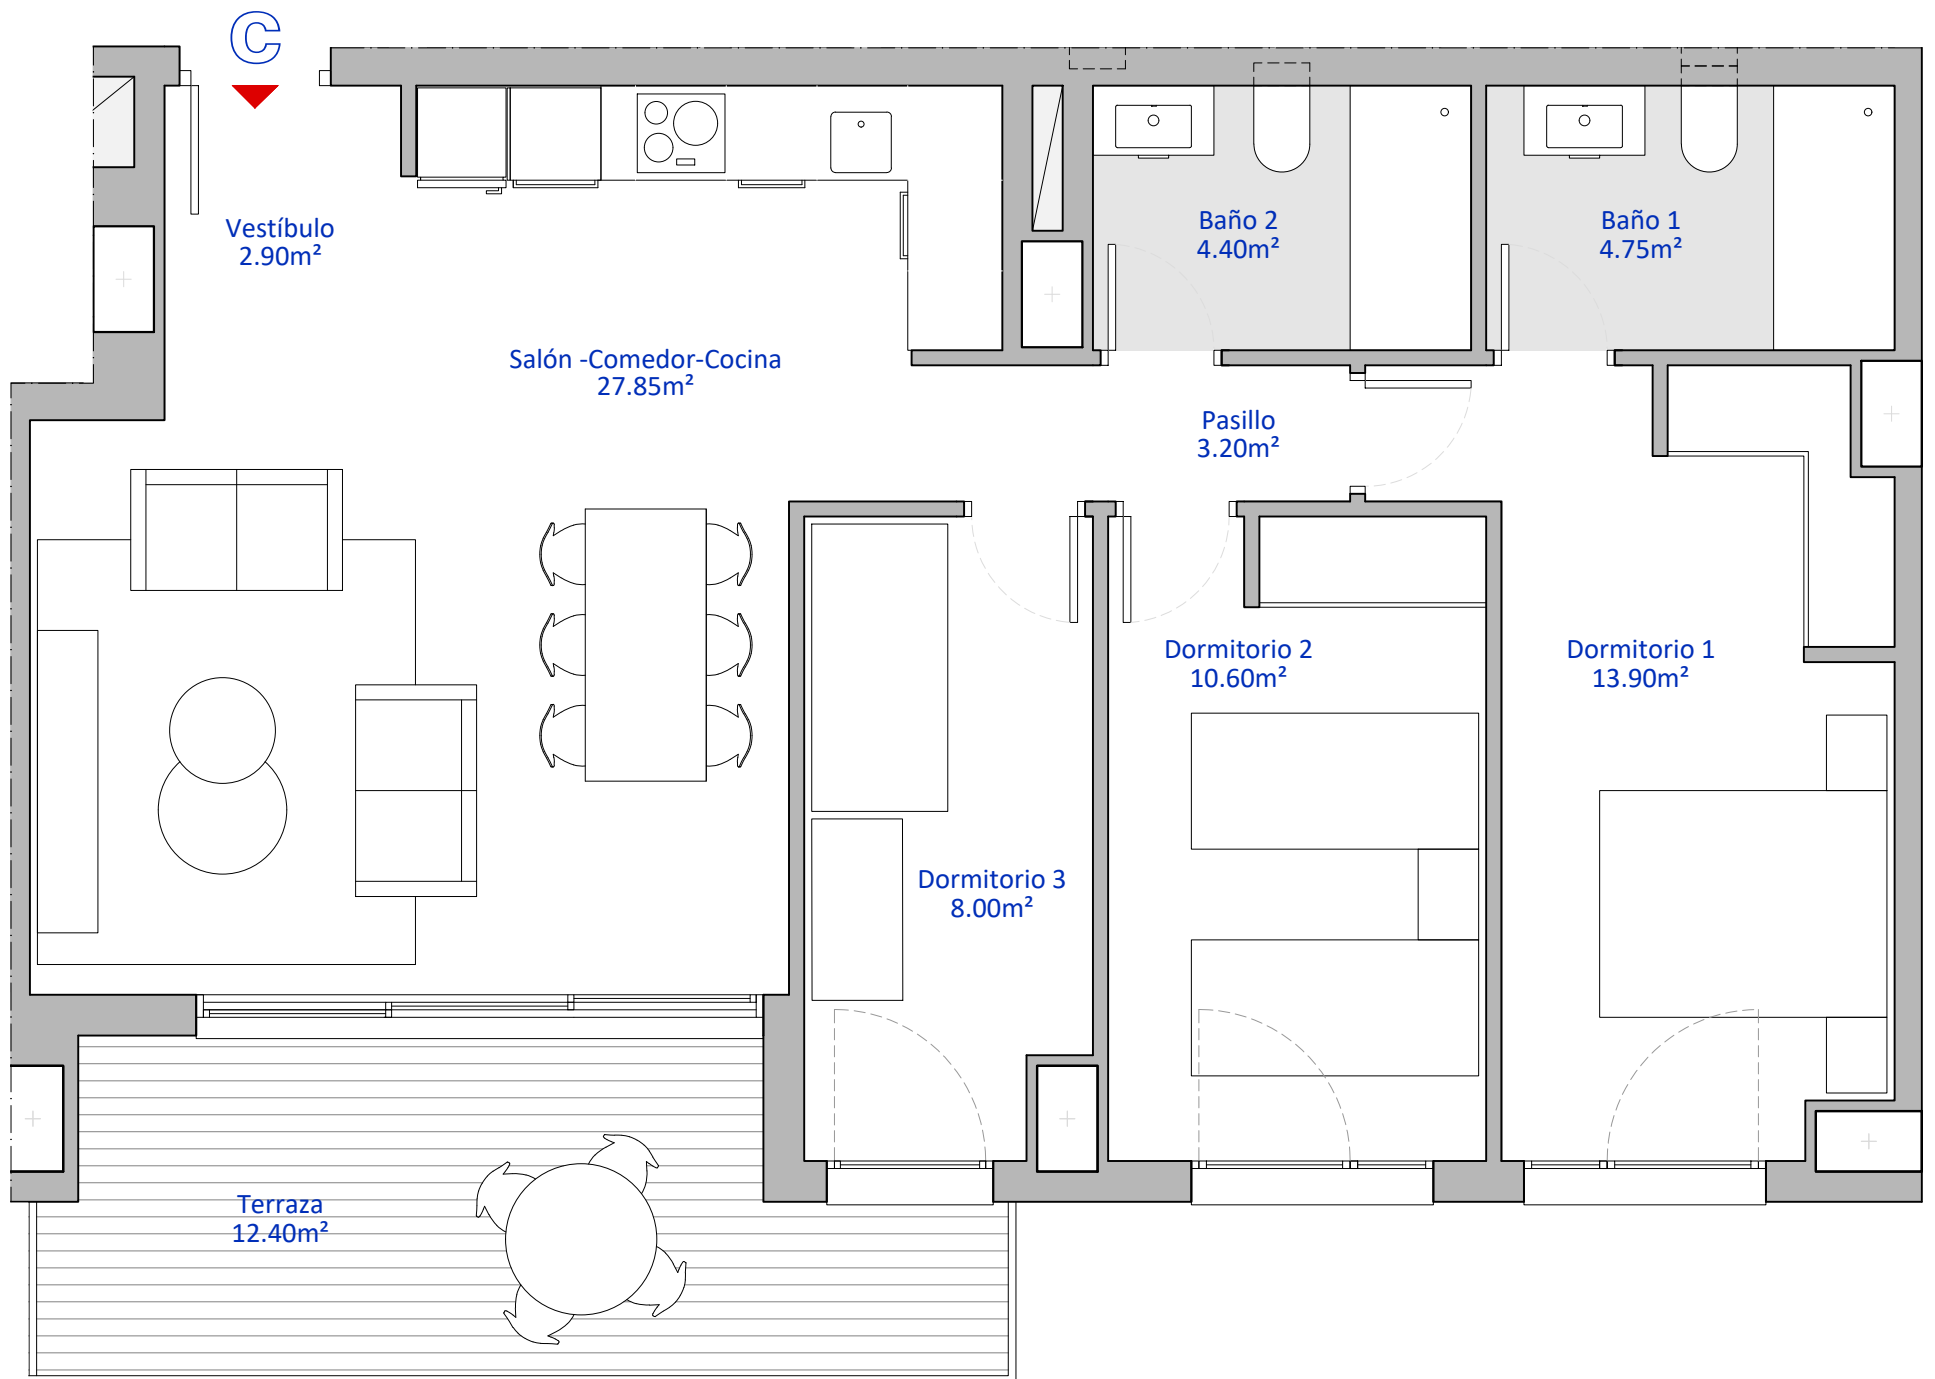 C
Vestíbulo
2.90m²
Baño 2
4.40m²
Baño 1
4.75m²
Salón -Comedor-Cocina
27.85m²
Pasillo
3.20m²
Dormitorio 2
10.60m²
Dormitorio 1
13.90m²
Dormitorio 3
8.00m²
Terraza
12.40m²